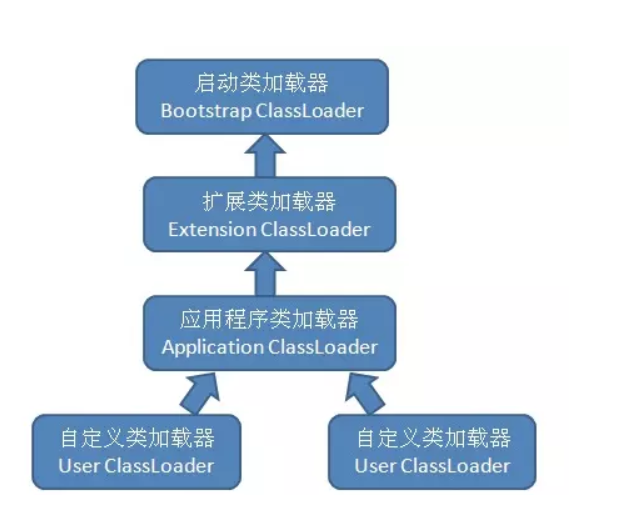 启动类加载器
Bootstrap ClassLoader
扩展类加载器
Extension ClassLoader
应用程序类加载器
Application ClassLoader
自定义类加载器
User ClassLoader
自定义类加载器
User ClassLoader